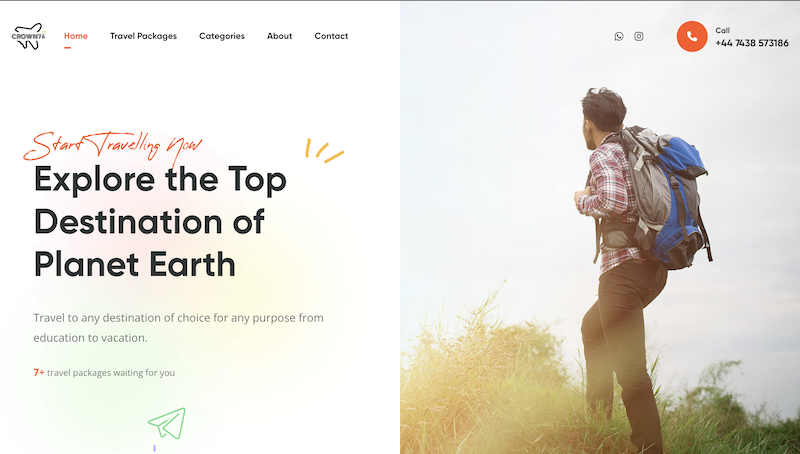 CROWN74
Home
Travel Packages
Categories
About
Contact
Call
+44 7438 573186
Start Travelling Now
Explore the Top
Destination of
Planet Earth
Travel to any destination of choice for any purpose from
education to vacation.
7+ travel packages waiting for you